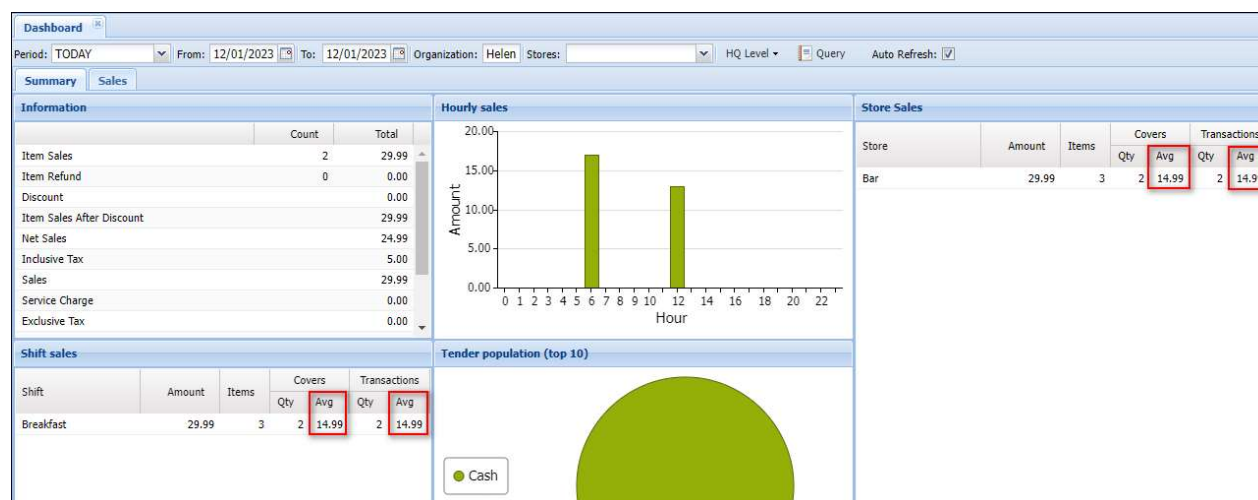 Dashboard
Period: TODAY From: 12/01/2023 To: 12/01/2023 Organization: Helen Stores: HQ Level Query Auto Refresh:
Summary Sales
Information
Count Total
Item Sales 2 29.99
Item Refund 0 0.00
Discount 0.00
Item Sales After Discount 29.99
Net Sales 24.99
Inclusive Tax 5.00
Sales 29.99
Service Charge 0.00
Exclusive Tax 0.00
Hourly sales
20.00
15.00
10.00
5.00
0.00
Amount
0 1 2 3 4 5 6 7 8 9 10 12 14 16 18 20 22
Hour
Store Sales
Store Amount Items Covers Transactions
Qty Avg Qty Avg
Bar 29.99 3 2 14.99 2 14.9
Shift sales
Shift Amount Items Covers Transactions
Qty Avg Qty Avg
Breakfast 29.99 3 2 14.99 2 14.99
Tender population (top 10)
Cash